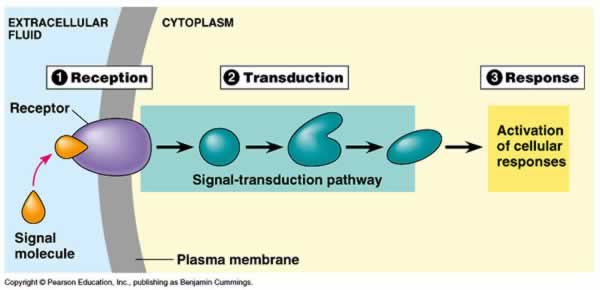 EXTRACELLULAR
FLUID
CYTOPLASM
1 Reception
2 Transduction
3 Response
Receptor
Activation
of cellular
responses
Signal-transduction pathway
Signal
molecule
Plasma membrane
Copyright © Pearson Education, Inc., publishing as Benjamin Cummings.